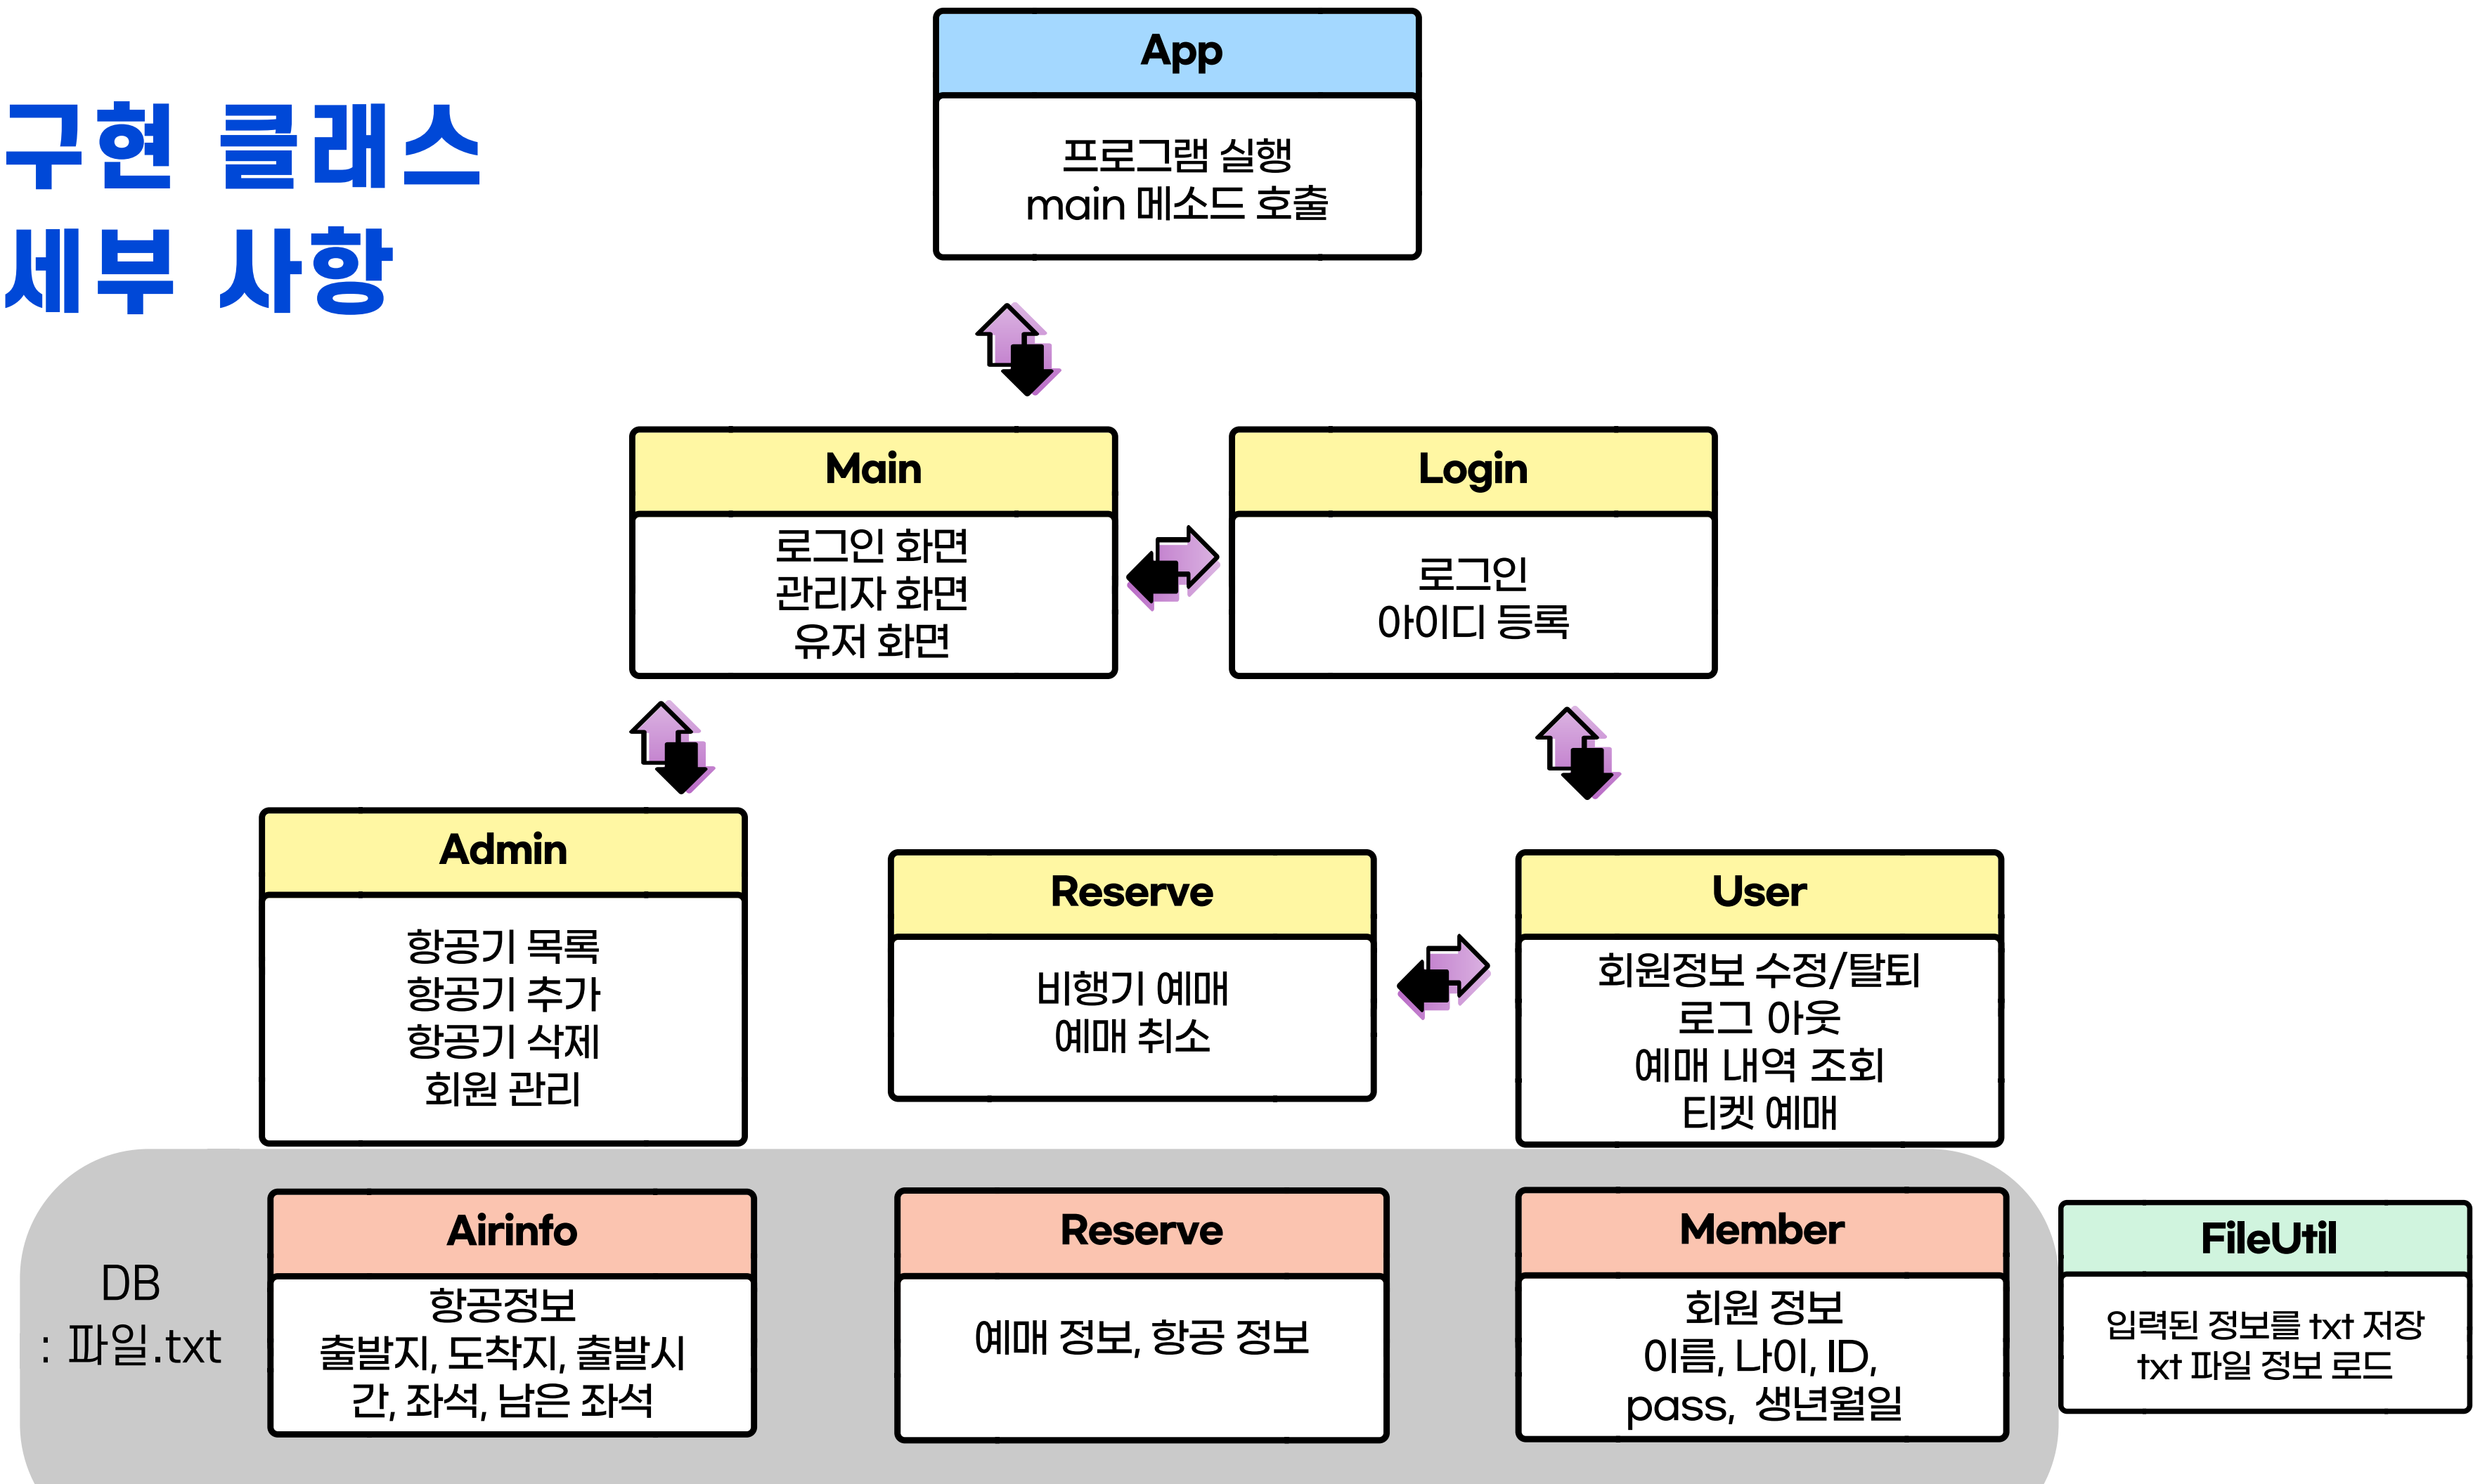 구현 클래스
세부 사항
App
프로그램 실행
main 메소드 호출
Main
로그인 화면
관리자 화면
유저 화면
Login
로그인
아이디 등록
Admin
항공기 목록
항공기 추가
항공기 삭제
회원 관리
Reserve
비행기 예매
예매 취소
User
회원정보 수정/탈퇴
로그 아웃
예매 내역 조회
티켓 예매
DB
: 파일.txt
Airinfo
항공정보
출발지, 도착지, 출발시
간, 좌석, 남은 좌석
Reserve
예매 정보, 항공 정보
Member
회원 정보
이름, 나이, ID,
pass, 생년월일
FileUtil
입력된 정보를 txt 저장
txt 파일 정보 로드